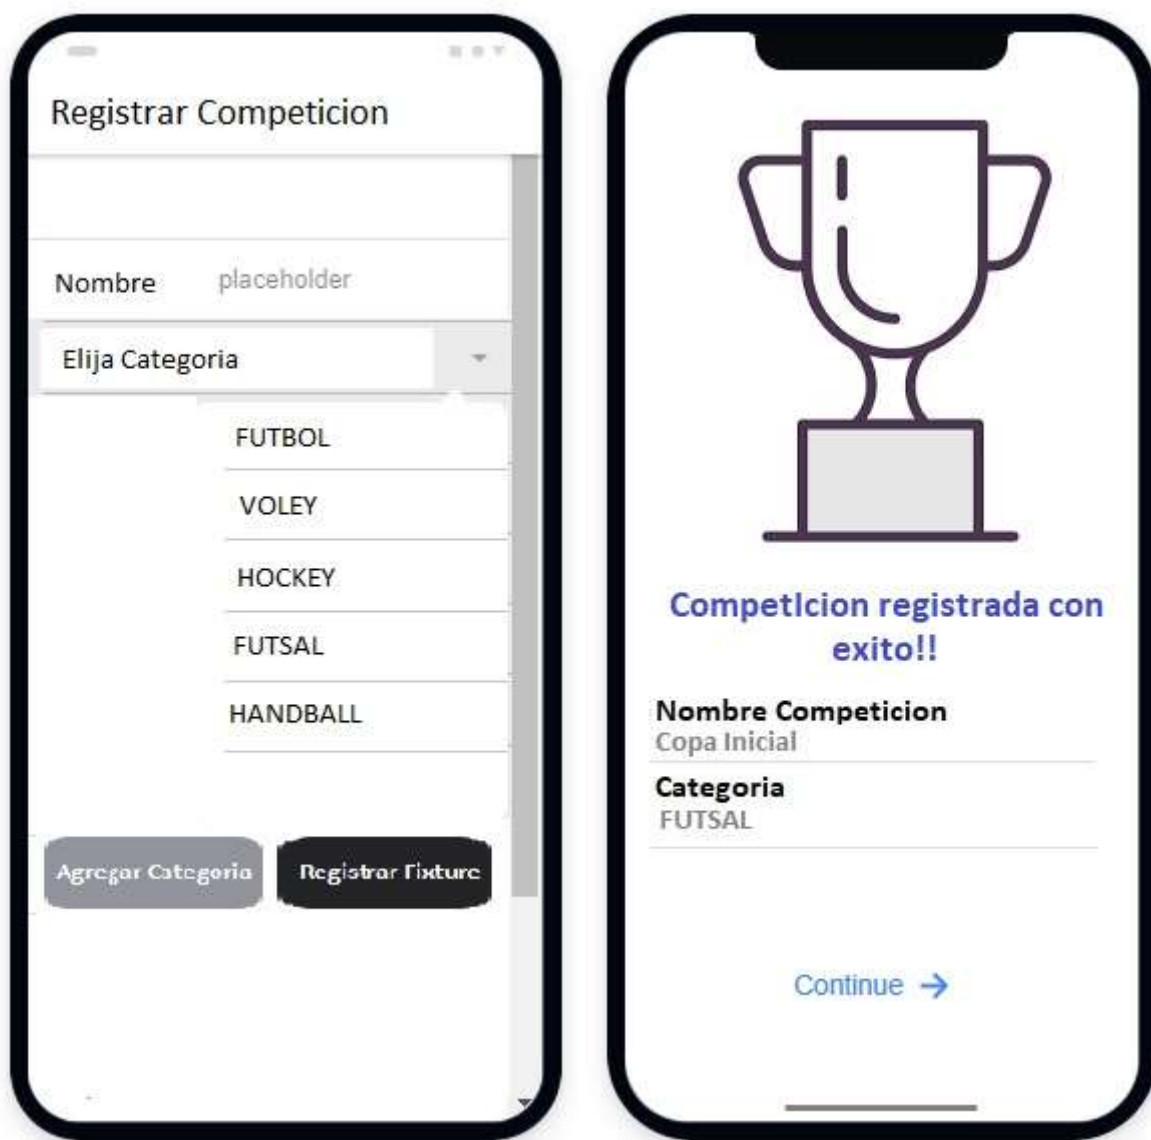 Registrar Competicion
Nombre placeholder
Elija Categoria
FUTBOL
VOLEY
HOCKEY
FUTSAL
HANDBALL
Agregar Categoria Registrar Fixture
CompetIcion registrada con
exito!!
Nombre Competicion
Copa Inicial
Categoria
FUTSAL
Continue